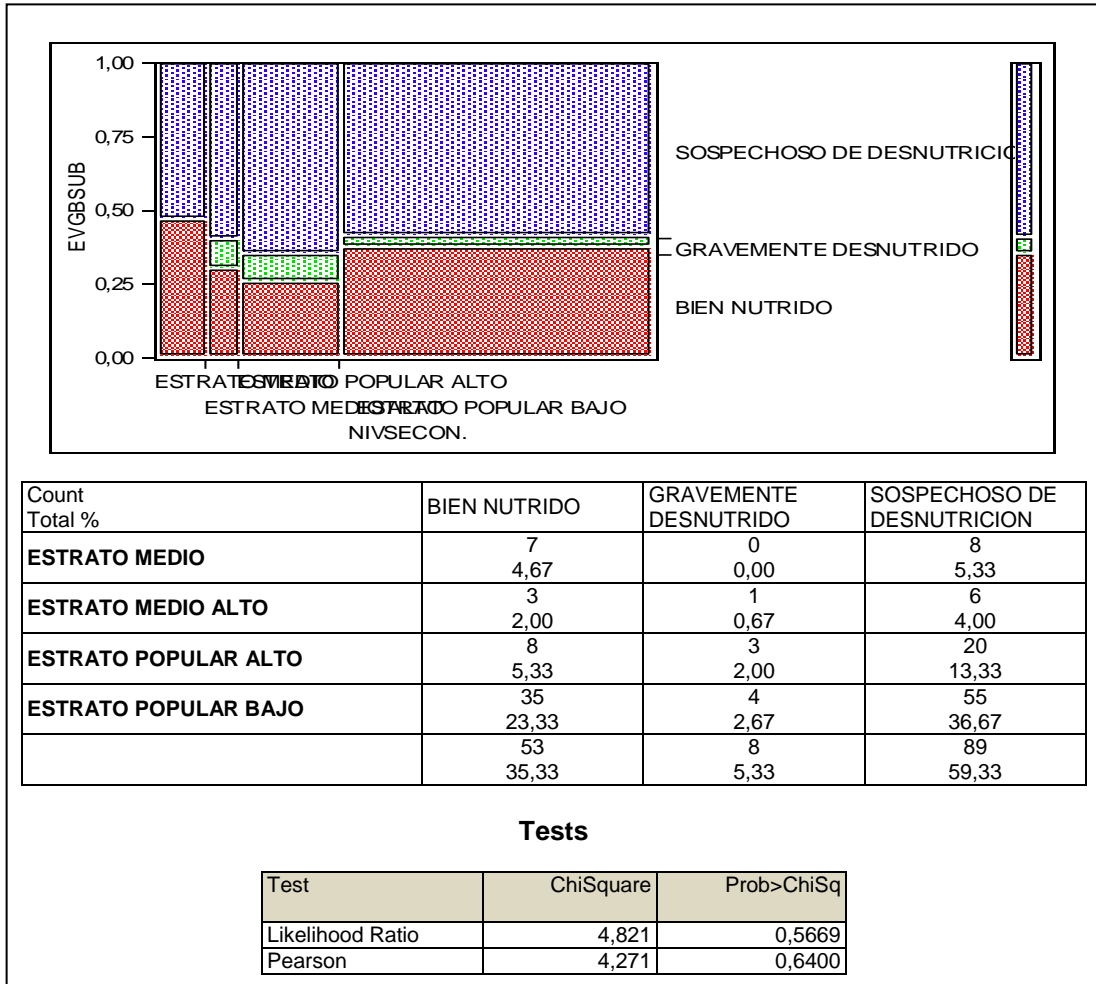 1,00
0,75
0,50
0,25
0,00
EVGBSUB
SOSPECHOSO DE DESNUTRICIO
GRAVEMENTE DESNUTRIDO
BIEN NUTRIDO
ESTRATO MEDIO ESTRATO POPULAR ALTO
ESTRATO MEDIO ALTO ESTRATO POPULAR BAJO
NIVSECON.
Count BIEN NUTRIDO GRAVEMENTE SOSPECHOSO DE
Total % DESNUTRIDO DESNUTRICION
ESTRATO MEDIO 7 0 8
4,67 0,00 5,33
ESTRATO MEDIO ALTO 3 1 6
2,00 0,67 4,00
ESTRATO POPULAR ALTO 8 3 20
5,33 2,00 13,33
ESTRATO POPULAR BAJO 35 4 55
23,33 2,67 36,67
53 8 89
35,33 5,33 59,33
Tests
Test ChiSquare Prob>ChiSq
Likelihood Ratio 4,821 0,5669
Pearson 4,271 0,6400